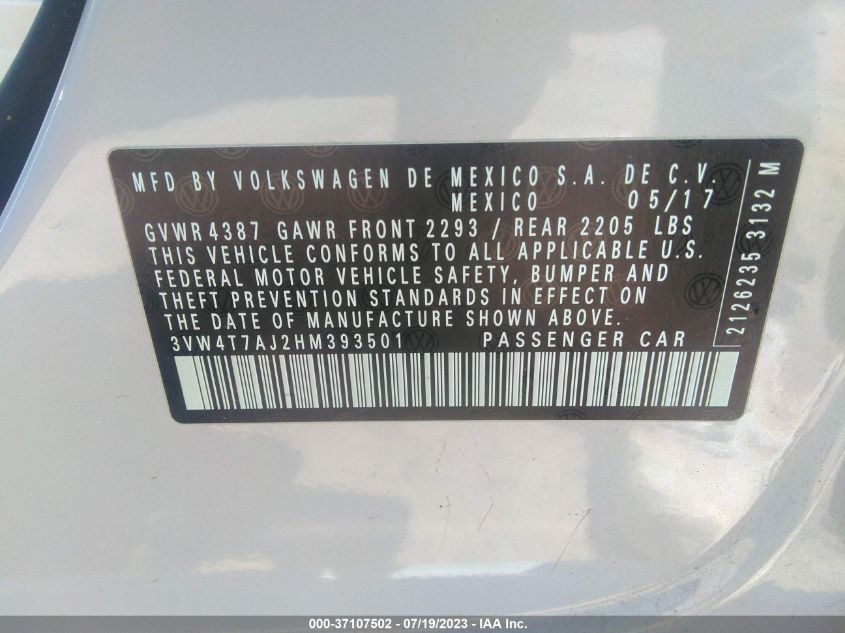 MFD BY VOLKSWAGEN DE MEXICO S.A. DE C.V.
MEXICO 05/17
GVWR 4387 GAWR FRONT 2293 / REAR 2205 LBS
THIS VEHICLE CONFORMS TO ALL APPLICABLE U.S.
FEDERAL MOTOR VEHICLE SAFETY, BUMPER AND
THEFT PREVENTION STANDARDS IN EFFECT ON
THE DATE OF MANUFACTURE SHOWN ABOVE.
3VW4T7AJ2HM393501 PASSENGER CAR
2126235 3132 M
000-37107502 - 07/19/2023 - IAA Inc.